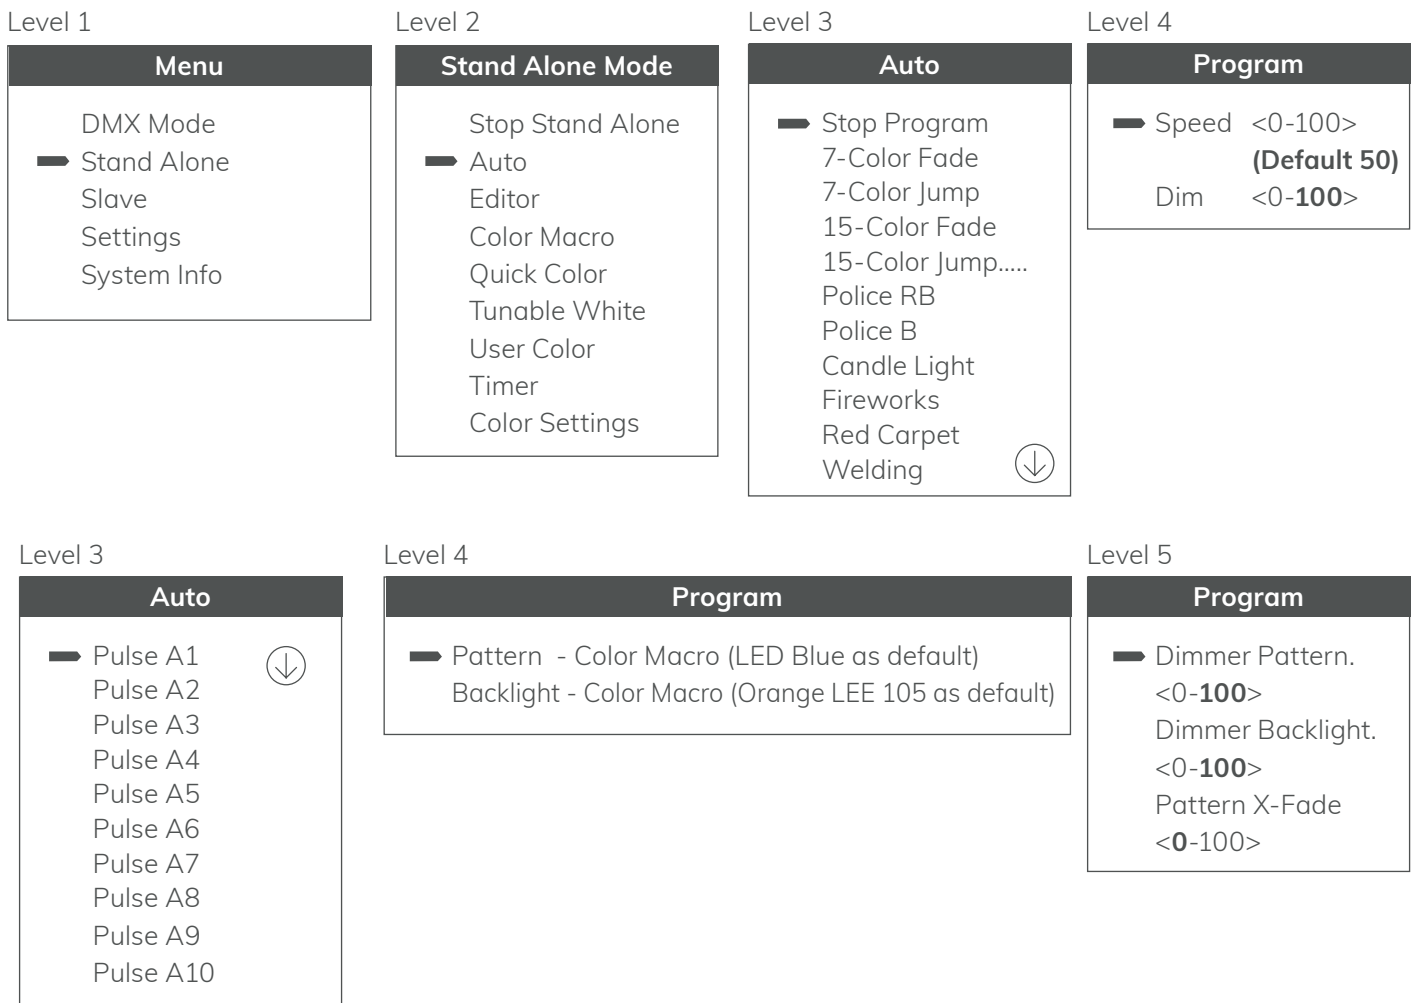 Level 1
Menu
DMX Mode
Stand Alone
Slave
Settings
System Info
Level 2
Stand Alone Mode
Stop Stand Alone
Auto
Editor
Color Macro
Quick Color
Tunable White
User Color
Timer
Color Settings
Level 3
Auto
Stop Program
7-Color Fade
7-Color Jump
15-Color Fade
15-Color Jump.....
Police RB
Police B
Candle Light
Fireworks
Red Carpet
Welding
Level 4
Program
Speed <0-100>
(Default 50)
Dim <0-100>
Level 3
Auto
Pulse A1
Pulse A2
Pulse A3
Pulse A4
Pulse A5
Pulse A6
Pulse A7
Pulse A8
Pulse A9
Pulse A10
Level 4
Program
Pattern - Color Macro (LED Blue as default)
Backlight - Color Macro (Orange LEE 105 as default)
Level 5
Program
Dimmer Pattern.
<0-100>
Dimmer Backlight.
<0-100>
Pattern X-Fade
<0-100>